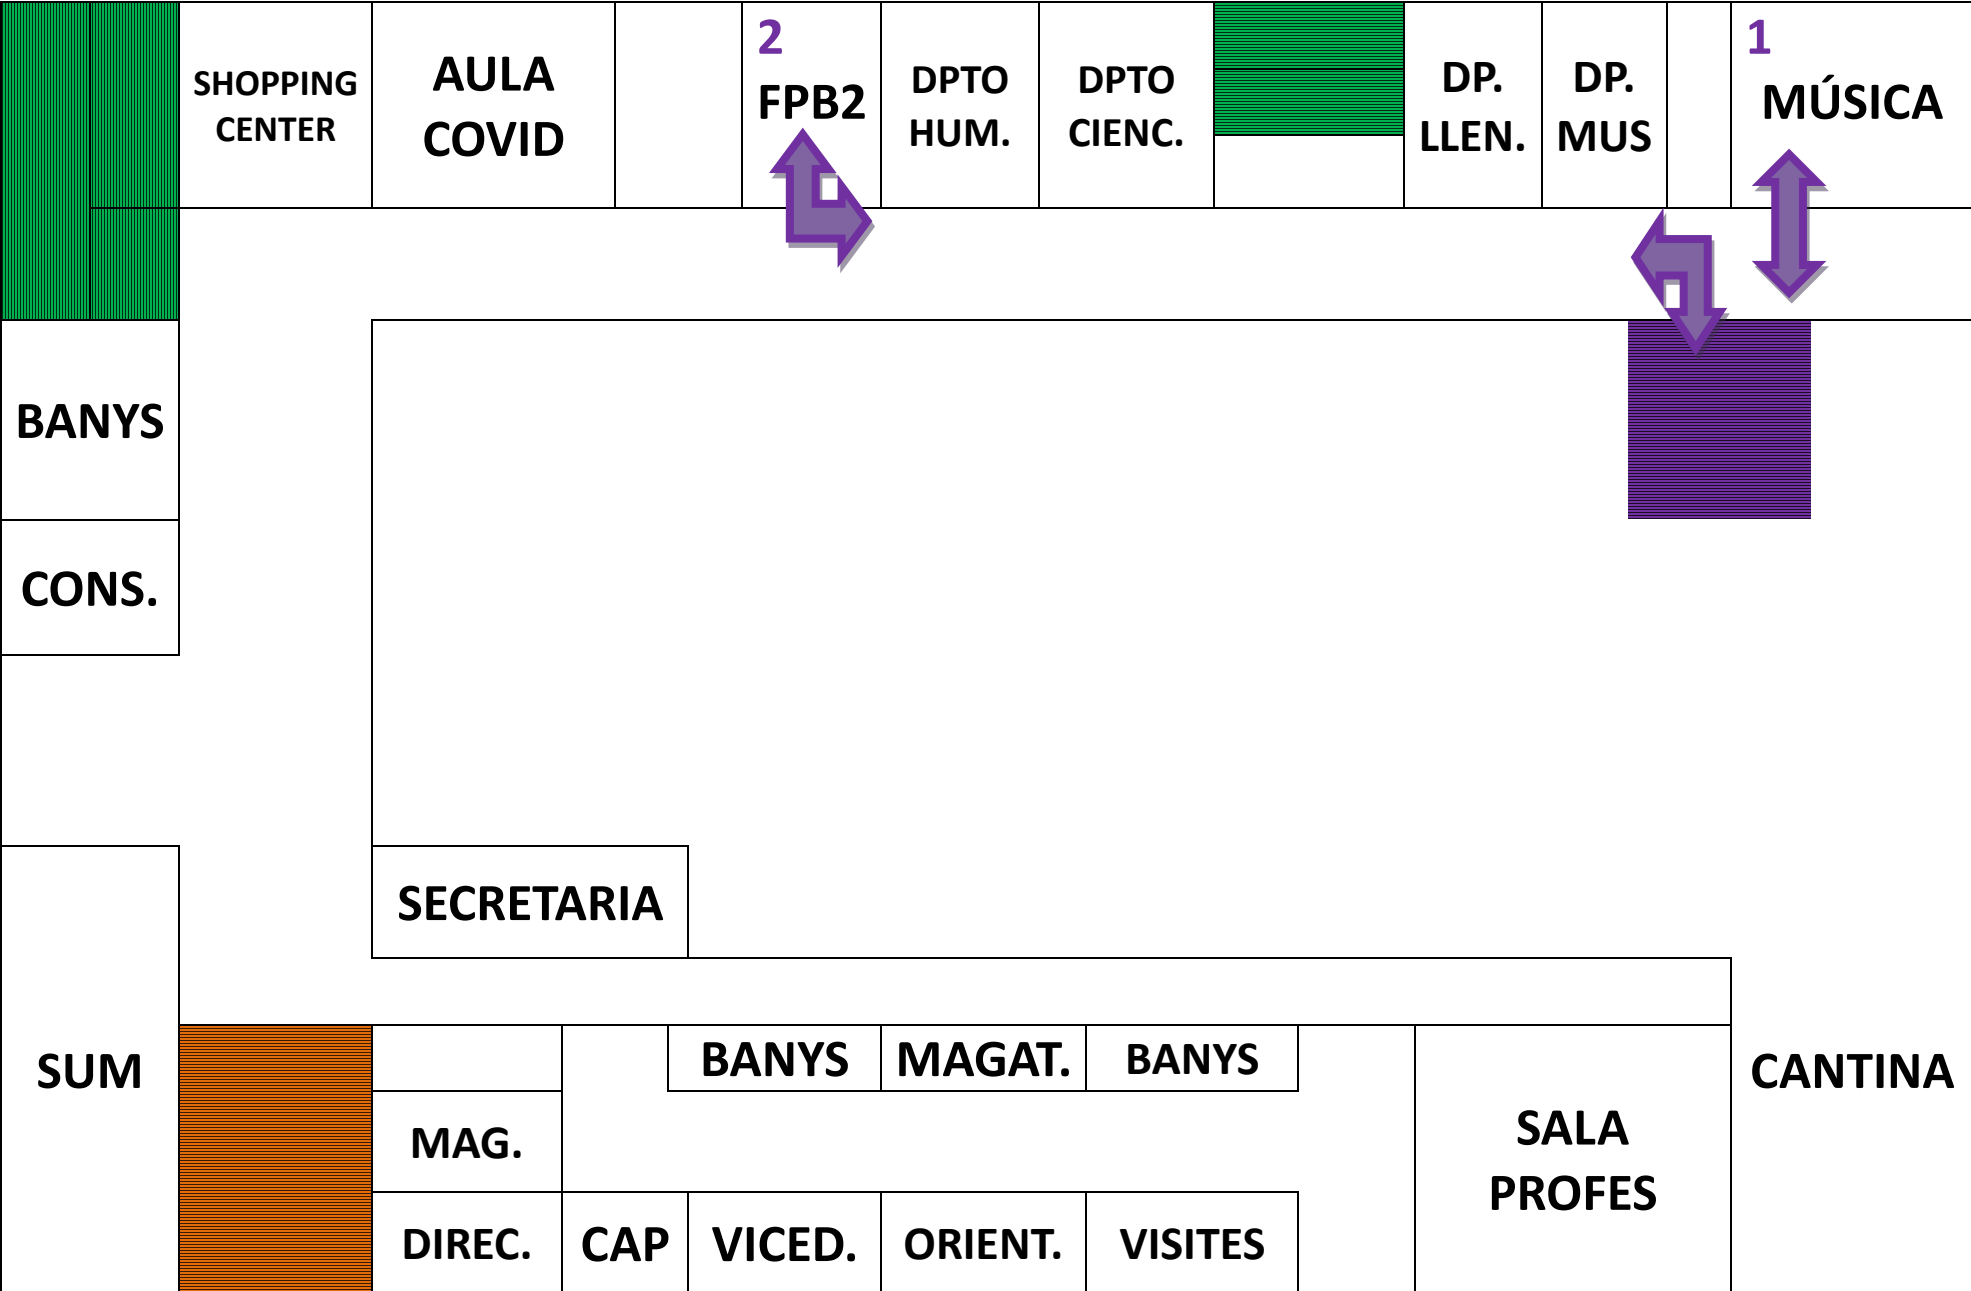 SHOPPING
CENTER
AULA
COVID
2
FPB2
DPTO
HUM.
DPTO
CIENC.
DP.
LLEN.
DP.
MUS
1
MÚSICA
BANYS
CONS.
SECRETARIA
SUM
BANYS
MAGAT.
BANYS
CANTINA
MAG.
SALA
PROFES
DIREC.
CAP
VICED.
ORIENT.
VISITES